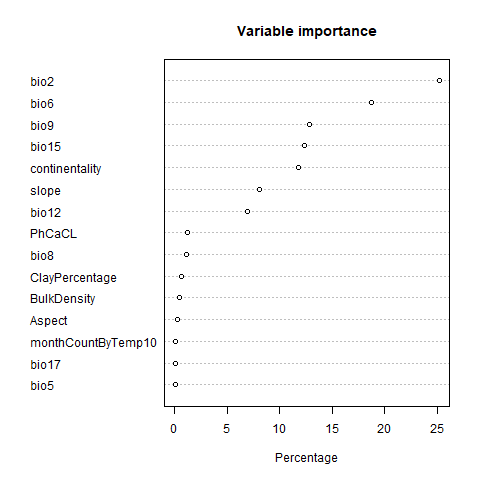 Variable importance
bio2
bio6
bio9
bio15
continentality
slope
bio12
PhCaCL
bio8
ClayPercentage
BulkDensity
Aspect
monthCountByTemp10
bio17
bio5
0 5 10 15 20 25
Percentage